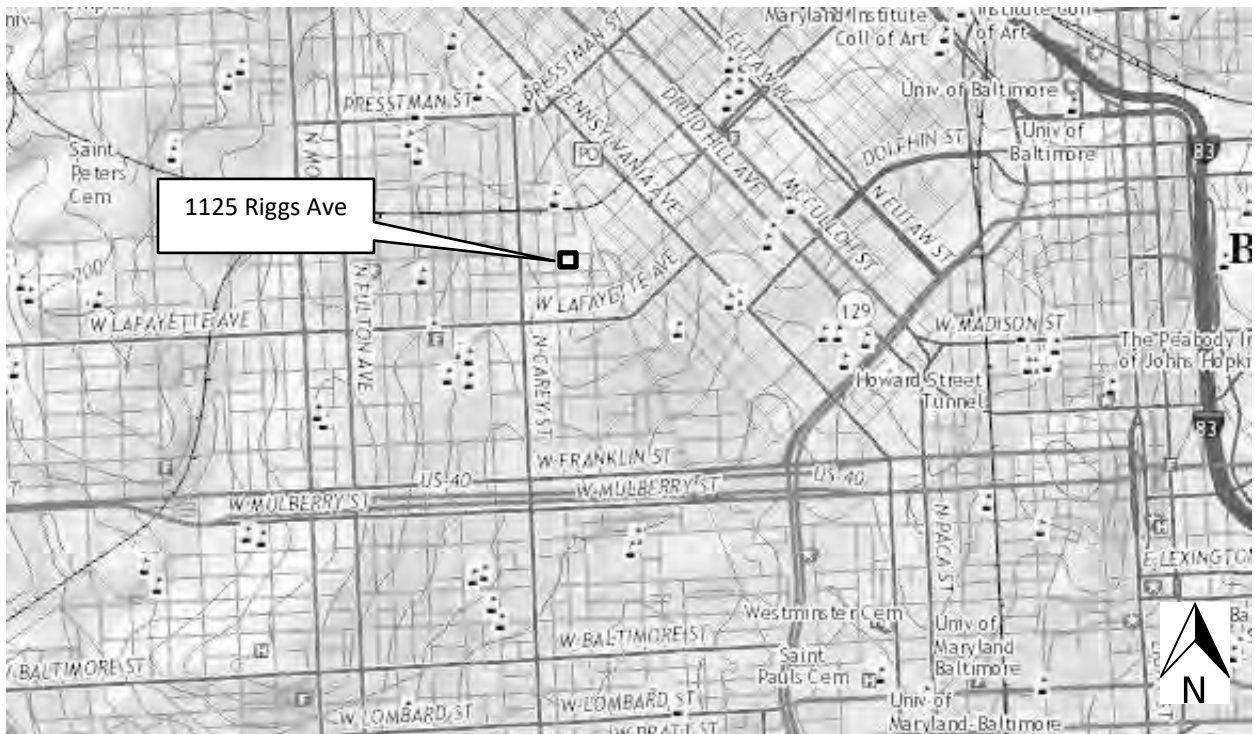 Maryland Institute
Coll of Art
Institute Coll
of Art
EUTAW PL
PRESSTMAN ST
PRESSTMAN ST
PENNSYLVANIA AVE
DRUID HILL AVE
MCCULLOH ST
N EUTAW ST
DOLPHIN ST
Univ of Baltimore
Univ of
Baltimore
83
Saint
Peters
Cem
N MO
PO
1125 Riggs Ave
200
N FULTON AVE
W LAFAYETTE AVE
W LAFAYETTE AVE
N CAREY ST
129
W MADISON ST
The Peabody In
of Johns Hopki
Howard Street
Tunnel
83
B
W FRANKLIN ST
US 40
US 40
W MULBERRY ST
W MULBERRY ST
N PACA ST
E LEXINGTON
Westminster Cem
Univ of
Maryland
Baltimore
W BALTIMORE ST
W BALTIMORE ST
Saint
Pauls Cem
H
H
W LOMBARD ST
W LOMBARD ST
Univ of
Maryland-Baltimore
W PRATT ST
N